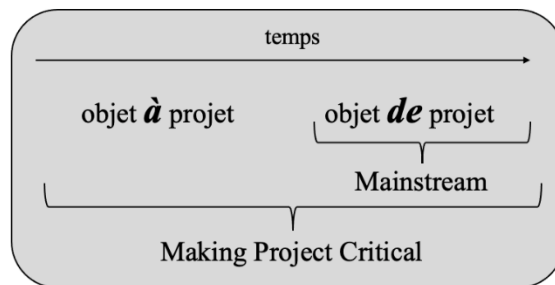 temps
objet à projet objet de projet
Mainstream
Making Project Critical